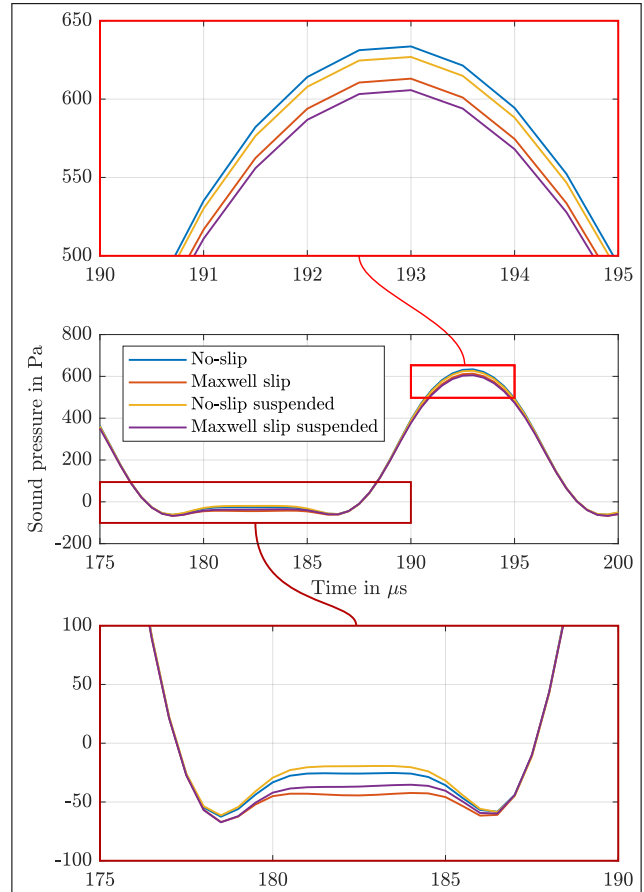 650
600
550
500
190 191 192 193 194 195
800
600
400
200
0
-200
No-slip
Maxwell slip
No-slip suspended
Maxwell slip suspended
Sound pressure in Pa
175 180 185 190 195 200
Time in μs
100
50
0
-50
-100
175 180 185 190